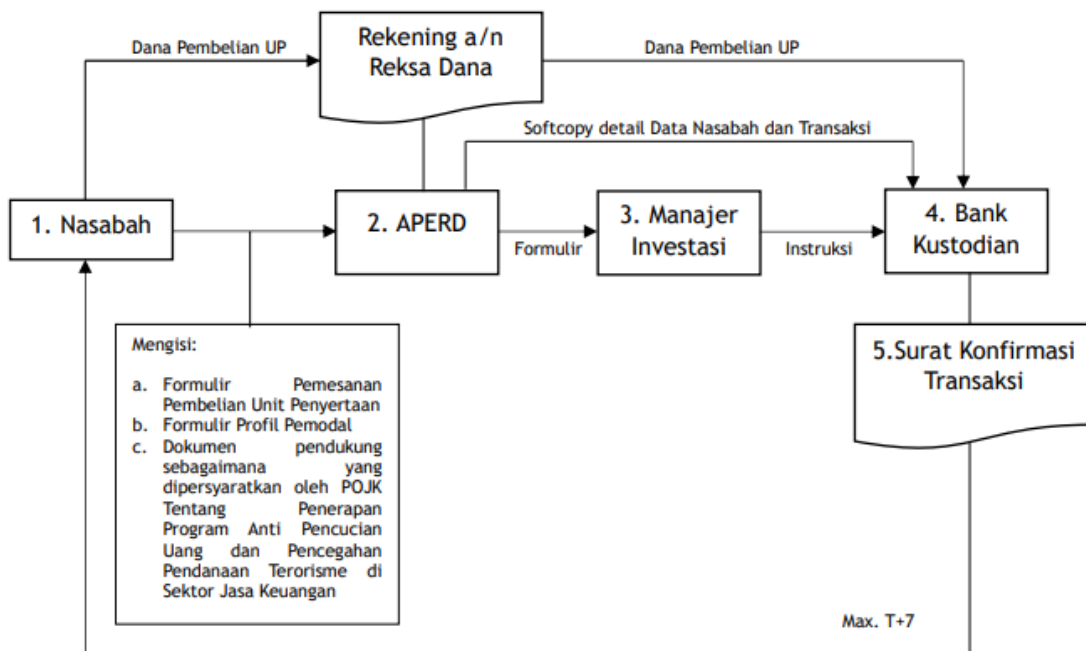 Dana Pembelian UP
Rekening a/n
Reksa Dana
Dana Pembelian UP
Softcopy detail Data Nasabah dan Transaksi
1. Nasabah
2. APERD
Formulir
3. Manajer
Investasi
Instruksi
4. Bank
Kustodian
Mengisi:
a. Formulir Pemesanan
Pembelian Unit Penyertaan
b. Formulir Profil Pemodal
c. Dokumen pendukung
sebagaimana yang
dipersyaratkan oleh POJK
Tentang Penerapan
Program Anti Pencucian
Uang dan Pencegahan
Pendanaan Terorisme di
Sektor Jasa Keuangan
5.Surat Konfirmasi
Transaksi
Max. T+7